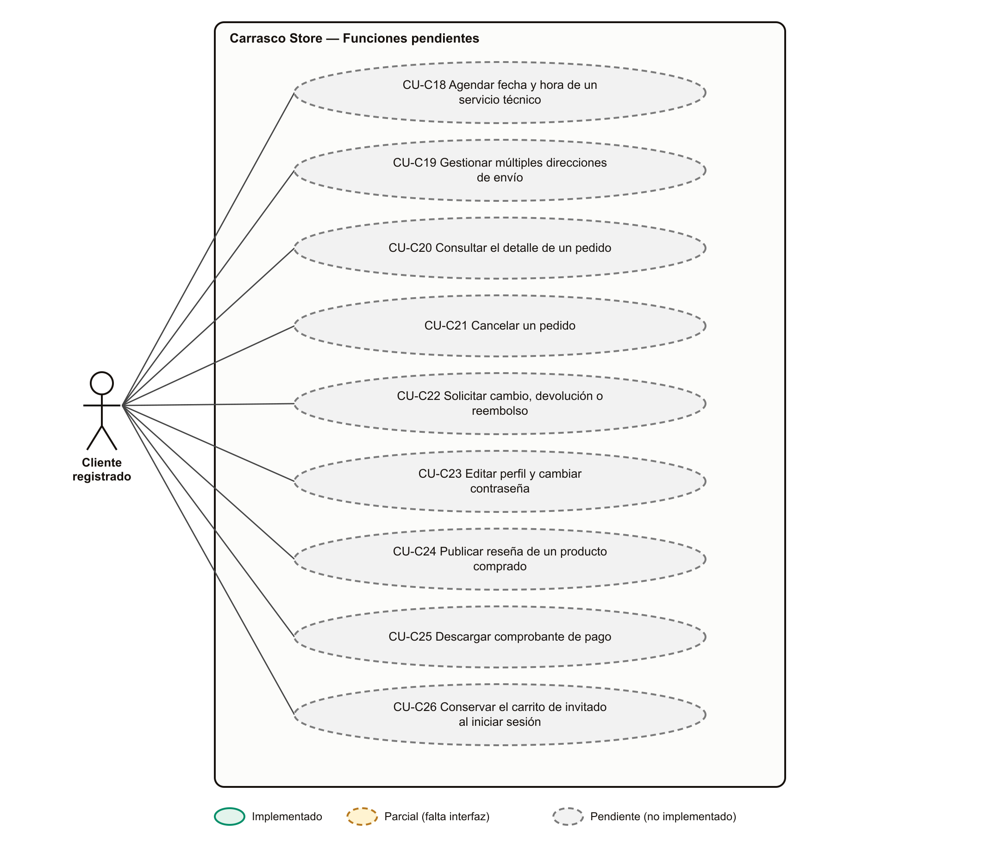 Carrasco Store — Funciones pendientes
CU-C18 Agendar fecha y hora de un
servicio técnico
CU-C19 Gestionar múltiples direcciones
de envío
CU-C20 Consultar el detalle de un pedido
CU-C21 Cancelar un pedido
CU-C22 Solicitar cambio, devolución o
reembolso
Cliente
registrado
CU-C23 Editar perfil y cambiar
contraseña
CU-C24 Publicar reseña de un producto
comprado
CU-C25 Descargar comprobante de pago
CU-C26 Conservar el carrito de invitado
al iniciar sesión
Implementado
Parcial (falta interfaz)
Pendiente (no implementado)